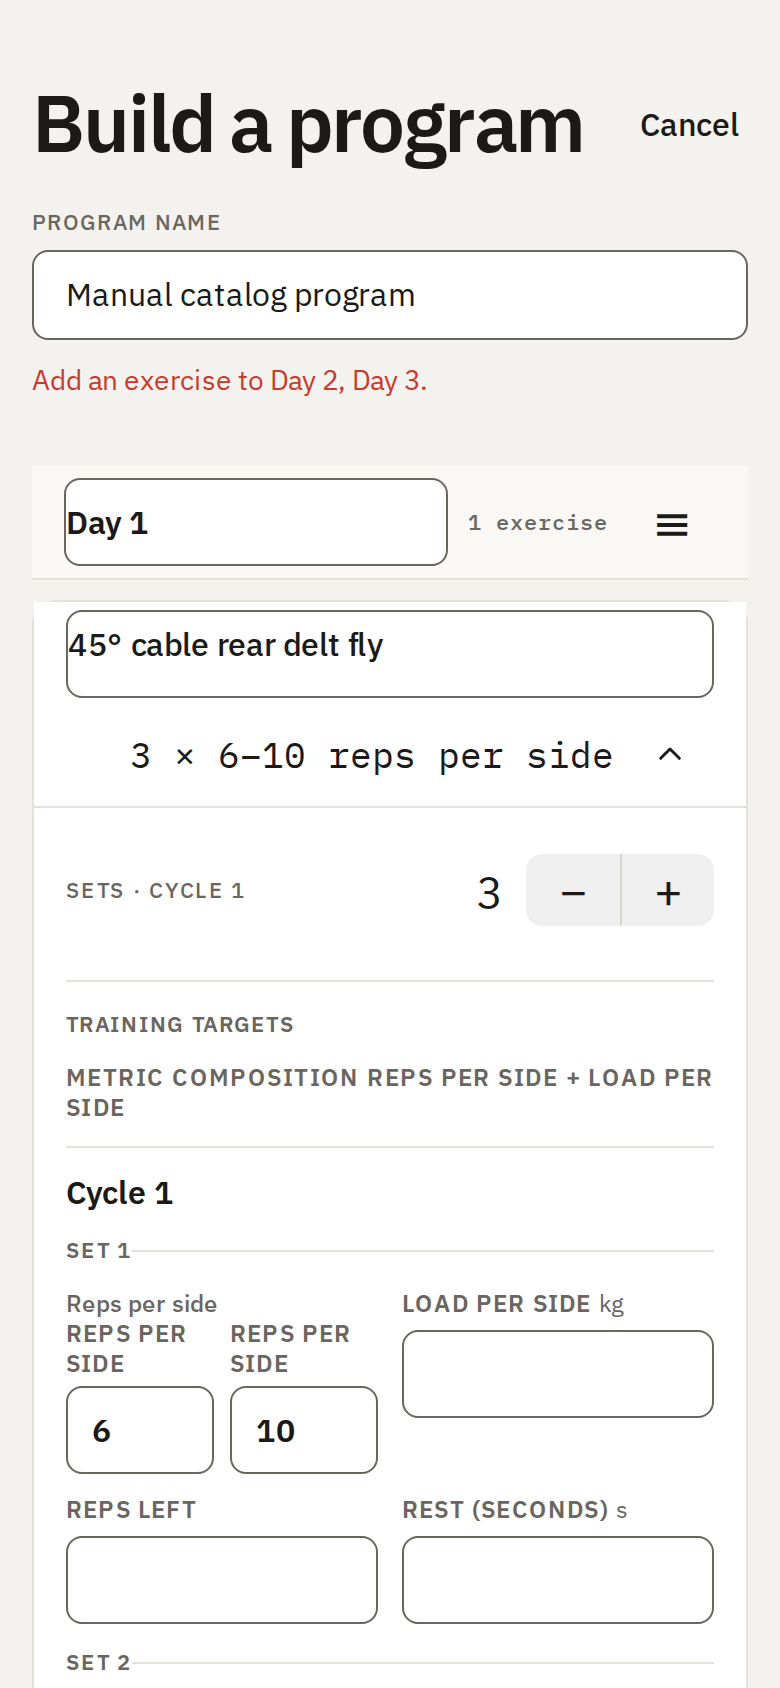 Build a program
Cancel
PROGRAM NAME
Manual catalog program
Add an exercise to Day 2, Day 3.
Day 1
1 exercise
45° cable rear delt fly
3 × 6–10 reps per side
SETS · CYCLE 1
3
−
+
TRAINING TARGETS
METRIC COMPOSITION REPS PER SIDE + LOAD PER
SIDE
Cycle 1
SET 1
Reps per side
REPS PER
SIDE
REPS PER
SIDE
LOAD PER SIDE kg
6
10
REPS LEFT
REST (SECONDS) s
SET 2